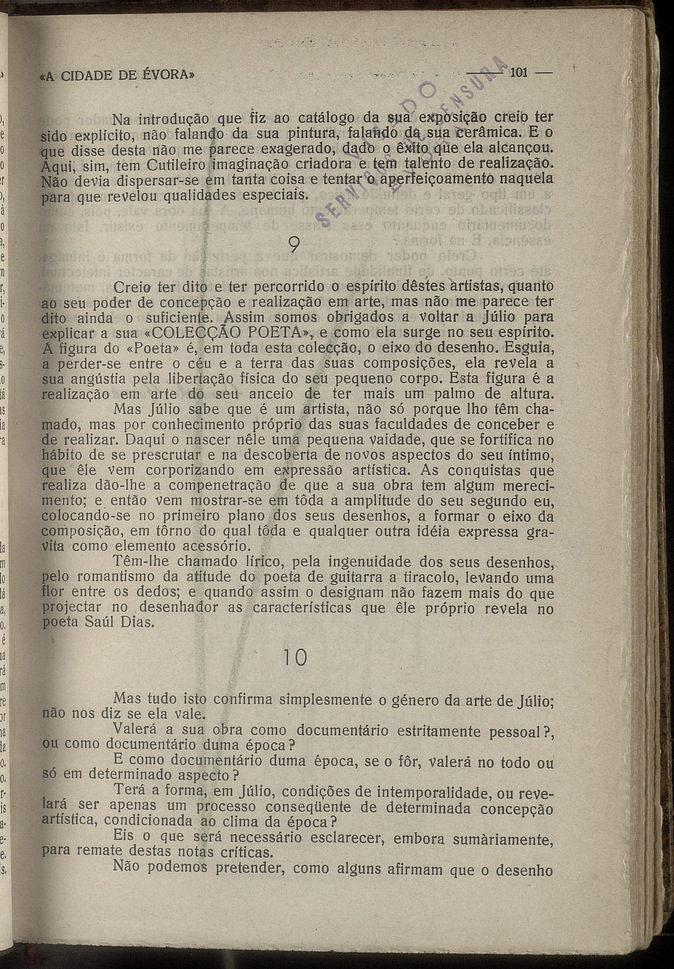 «A CIDADE DE ÉVORA» — 101 —
VISADO
SERVIÇOS DE CENSURA
Na introdução que fiz ao catálogo da sua exposição creio ter
sido explícito, não falando da sua pintura, falando da sua cerâmica. E o
que disse desta não me parece exagerado, dado o êxito que ela alcançou.
Aqui, sim, tem Cutileiro imaginação criadora e tem talento de realização.
Não devia dispersar-se em tanta coisa e tentar o aperfeiçoamento naquela
para que revelou qualidades especiais.
9
Creio ter dito e ter percorrido o espírito dêstes artistas, quanto
ao seu poder de concepção e realização em arte, mas não me parece ter
dito ainda o suficiente. Assim somos obrigados a voltar a Júlio para
explicar a sua «COLECÇÃO POETA», e como ela surge no seu espírito.
A figura do «Poeta» é, em toda esta colecção, o eixo do desenho. Esguia,
a perder-se entre o céu e a terra das suas composições, ela revela a
sua angústia pela libertação física do seu pequeno corpo. Esta figura é a
realização em arte do seu anceio de ter mais um palmo de altura.
Mas Júlio sabe que é um artista, não só porque lho têm cha-
mado, mas por conhecimento próprio das suas faculdades de conceber e
de realizar. Daqui o nascer nêle uma pequena vaidade, que se fortifica no
hábito de se prescrutar e na descoberta de novos aspectos do seu íntimo,
que êle vem corporizando em expressão artística. As conquistas que
realiza dão-lhe a compenetração de que a sua obra tem algum mereci-
mento; e então vem mostrar-se em tôda a amplitude do seu segundo eu,
colocando-se no primeiro plano dos seus desenhos, a formar o eixo da
composição, em tôrno do qual tôda e qualquer outra idéia expressa gra-
vita como elemento acessório.
Têm-lhe chamado lírico, pela ingenuidade dos seus desenhos,
pelo romantismo da atitude do poeta de guitarra a tiracolo, levando uma
flor entre os dedos; e quando assim o designam não fazem mais do que
projectar no desenhador as características que êle próprio revela no
poeta Saúl Dias.
10
Mas tudo isto confirma simplesmente o género da arte de Júlio;
não nos diz se ela vale.
Valerá a sua obra como documentário estritamente pessoal?,
ou como documentário duma época?
E como documentário duma época, se o fôr, valerá no todo ou
só em determinado aspecto?
Terá a forma, em Júlio, condições de intemporalidade, ou reve-
lará ser apenas um processo conseqüente de determinada concepção
artística, condicionada ao clima da época?
Eis o que será necessário esclarecer, embora sumàriamente,
para remate destas notas críticas.
Não podemos pretender, como alguns afirmam que o desenho